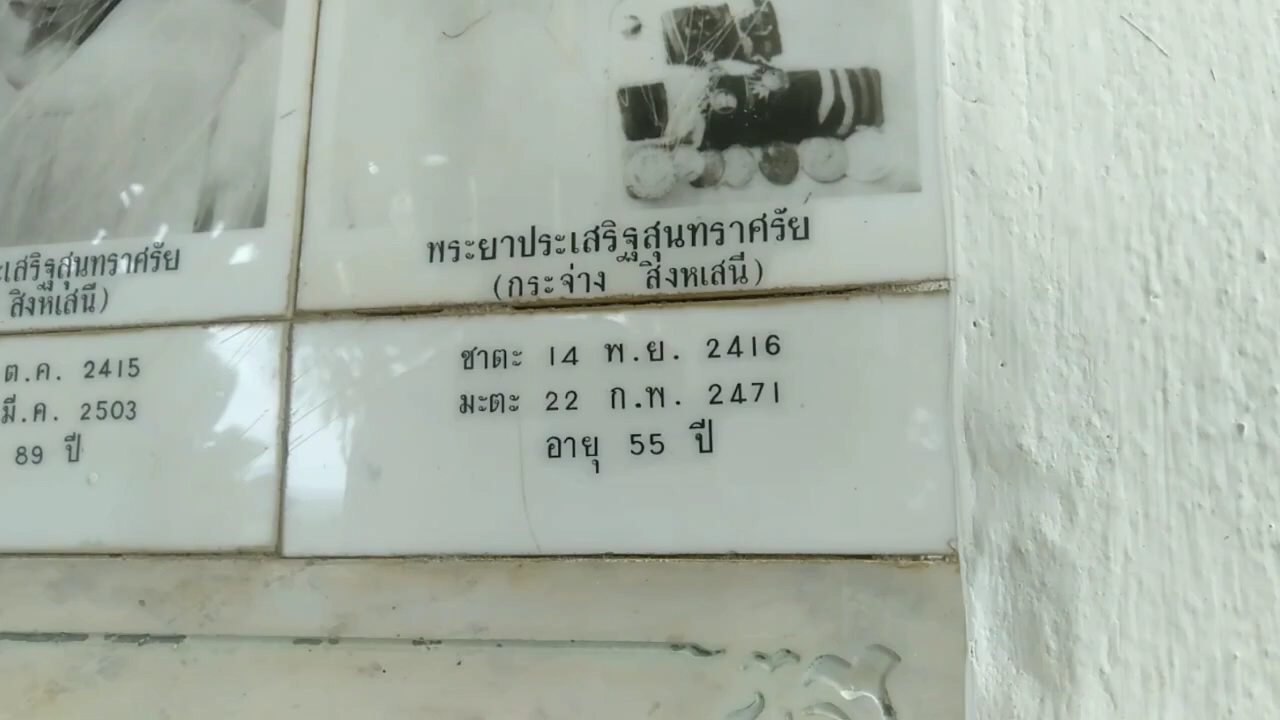 ะเสริฐสุนทราศรัย
สิงหเสนี)
ต.ค. 2415
มี.ค. 2503
89 ปี
พระยาประเสริฐสุนทราศรัย
(กระจ่าง สิงหเสนี)
ชาตะ 14 พ.ย. 2416
มะตะ 22 ก.พ. 2471
อายุ 55 ปี